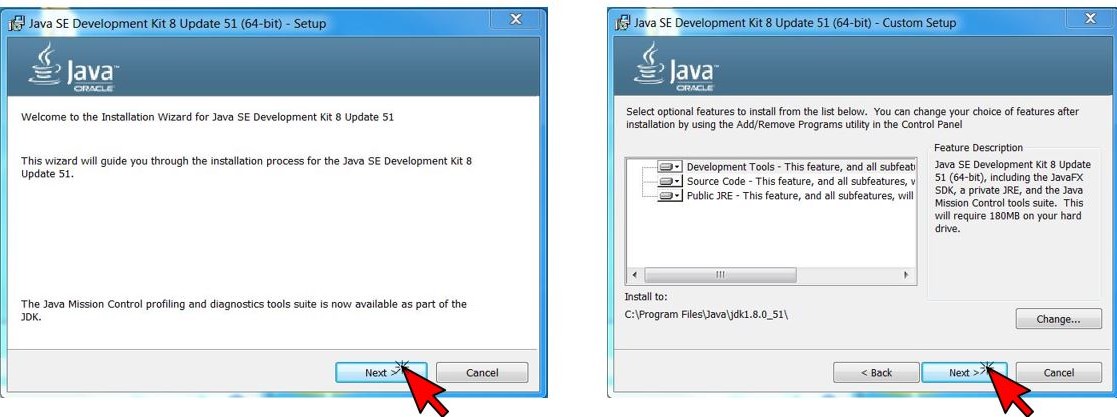 Java SE Development Kit 8 Update 51 (64-bit) - Setup
X
Java™
ORACLE
Welcome to the Installation Wizard for Java SE Development Kit 8 Update 51
This wizard will guide you through the installation process for the Java SE Development Kit 8
Update 51.
The Java Mission Control profiling and diagnostics tools suite is now available as part of the
JDK.
Next >
Cancel
Java SE Development Kit 8 Update 51 (64-bit) - Custom Setup
X
Java™
ORACLE
Select optional features to install from the list below. You can change your choice of features after
installation by using the Add/Remove Programs utility in the Control Panel
Development Tools - This feature, and all subfeat
Source Code - This feature, and all subfeatures, w
Public JRE - This feature, and all subfeatures, will
Feature Description
Java SE Development Kit 8 Update
51 (64-bit), including the JavaFX
SDK, a private JRE, and the Java
Mission Control tools suite. This
will require 180MB on your hard
drive.
Install to:
C:\Program Files\Java\jdk1.8.0_51\
Change...
< Back
Next >
Cancel